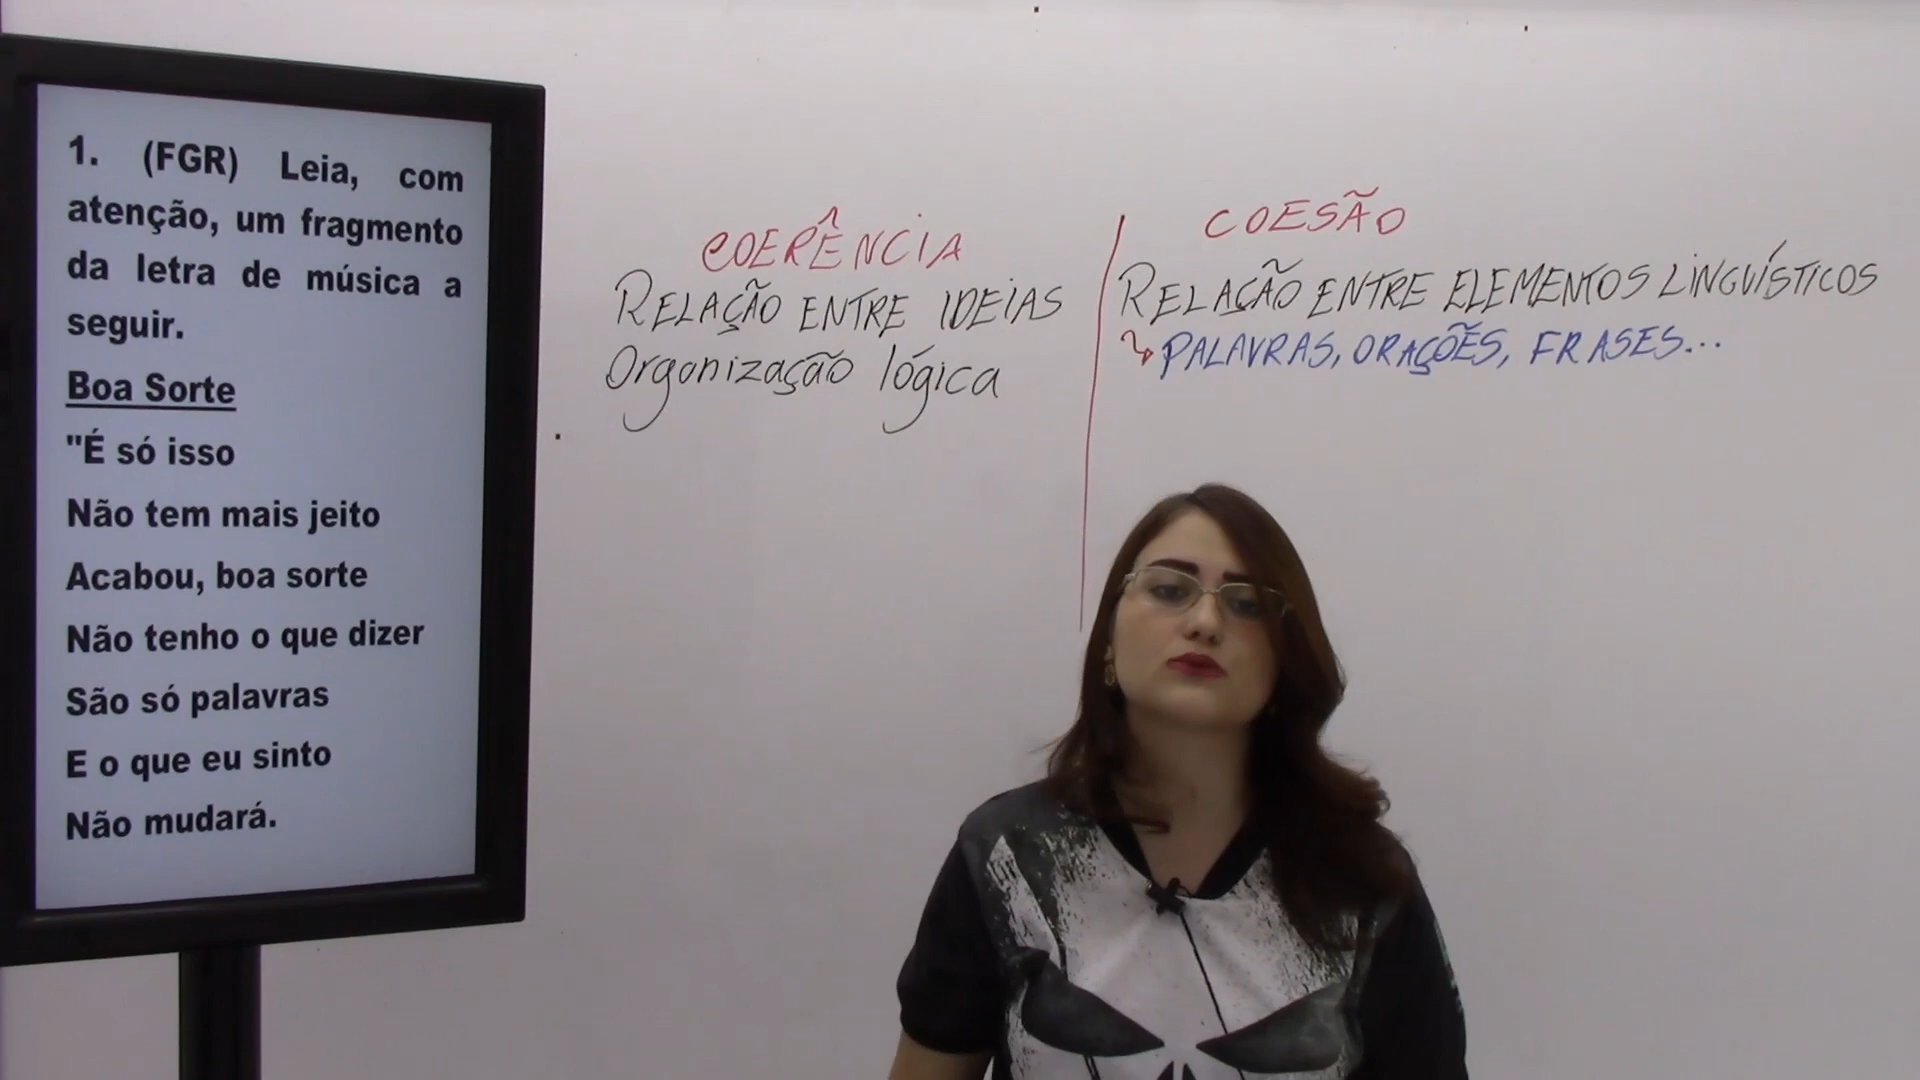 1. (FGR) Leia, com
atenção, um fragmento
da letra de música a
seguir.
Boa Sorte
"É só isso
Não tem mais jeito
Acabou, boa sorte
Não tenho o que dizer
São só palavras
E o que eu sinto
Não mudará.
COERÊNCIA
RELAÇÃO ENTRE IDEIAS
Organização lógica
COESÃO
RELAÇÃO ENTRE ELEMENTOS LINGUÍSTICOS
↳ PALAVRAS, ORAÇÕES, FRASES...